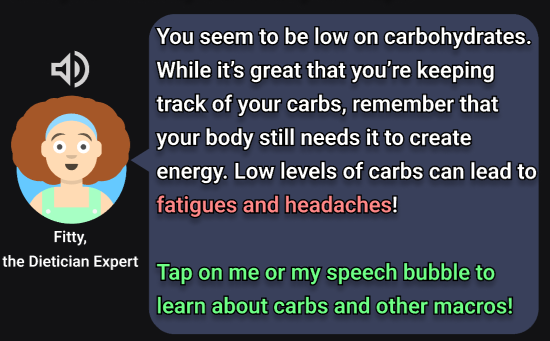 You seem to be low on carbohydrates.
While it's great that you're keeping
track of your carbs, remember that
your body still needs it to create
energy. Low levels of carbs can lead to
fatigues and headaches!
Tap on me or my speech bubble to
learn about carbs and other macros!
Fitty,
the Dietician Expert